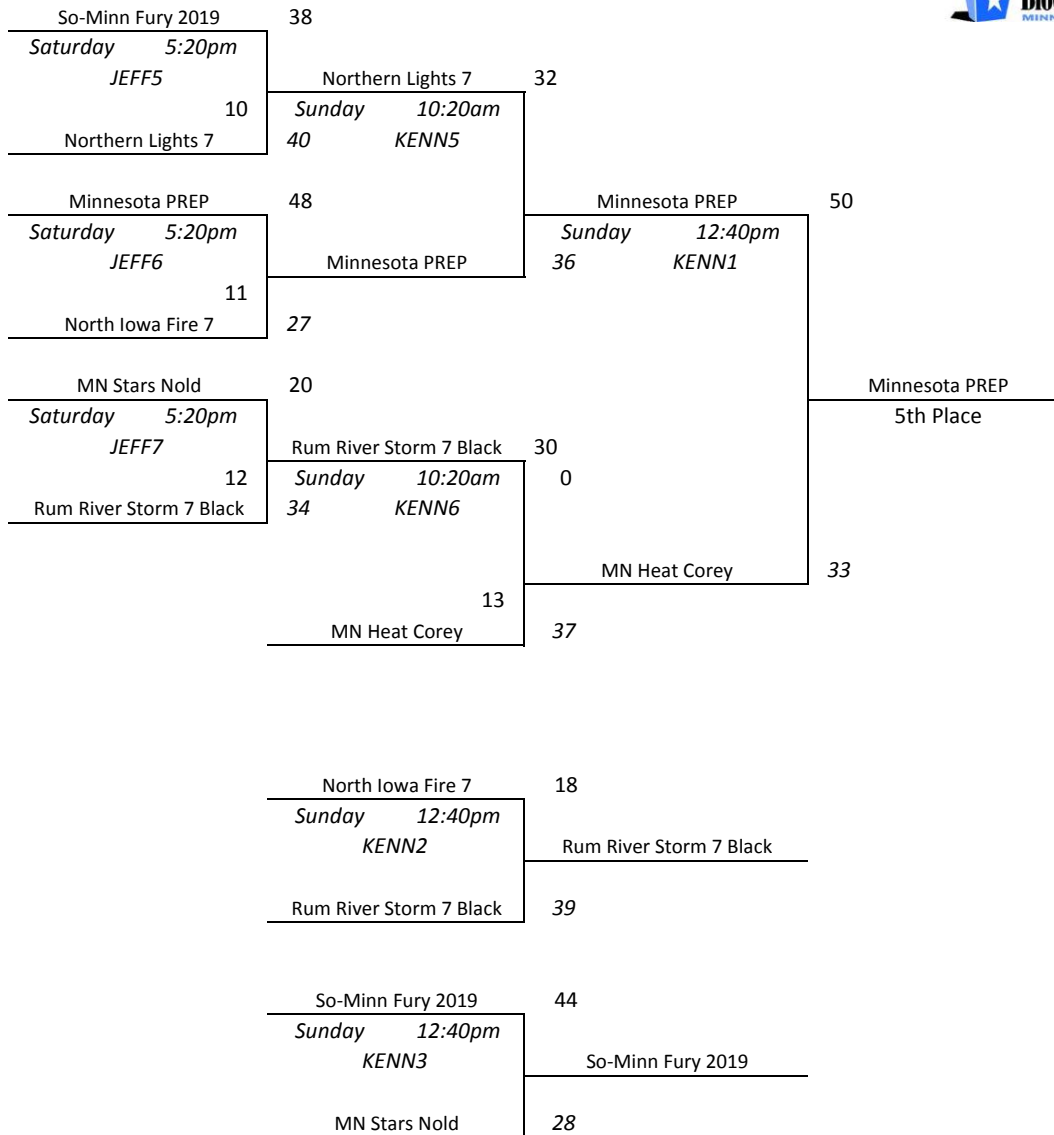 So-Minn Fury 2019 38
Saturday 5:20pm
JEFF5 Northern Lights 7 32
10 Sunday 10:20am
Northern Lights 7 40 KENN5
Minnesota PREP 48 Minnesota PREP 50
Saturday 5:20pm Sunday 12:40pm
JEFF6 Minnesota PREP 36 KENN1
11
North Iowa Fire 7 27
MN Stars Nold 20 Minnesota PREP
Saturday 5:20pm 5th Place
JEFF7 Rum River Storm 7 Black 30
12 Sunday 10:20am 0
Rum River Storm 7 Black 34 KENN6
MN Heat Corey 33
13
MN Heat Corey 37
North Iowa Fire 7 18
Sunday 12:40pm
KENN2 Rum River Storm 7 Black
Rum River Storm 7 Black 39
So-Minn Fury 2019 44
Sunday 12:40pm
KENN3 So-Minn Fury 2019
MN Stars Nold 28